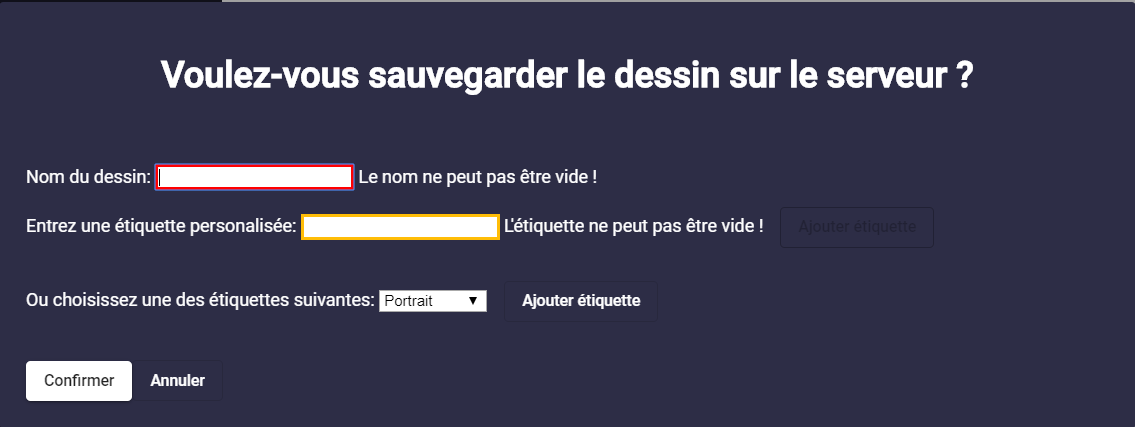 Voulez-vous sauvegarder le dessin sur le serveur ?
Nom du dessin: Le nom ne peut pas être vide !
Entrez une étiquette personalisée: L'étiquette ne peut pas être vide ! Ajouter étiquette
Ou choisissez une des étiquettes suivantes: Portrait Ajouter étiquette
Confirmer Annuler